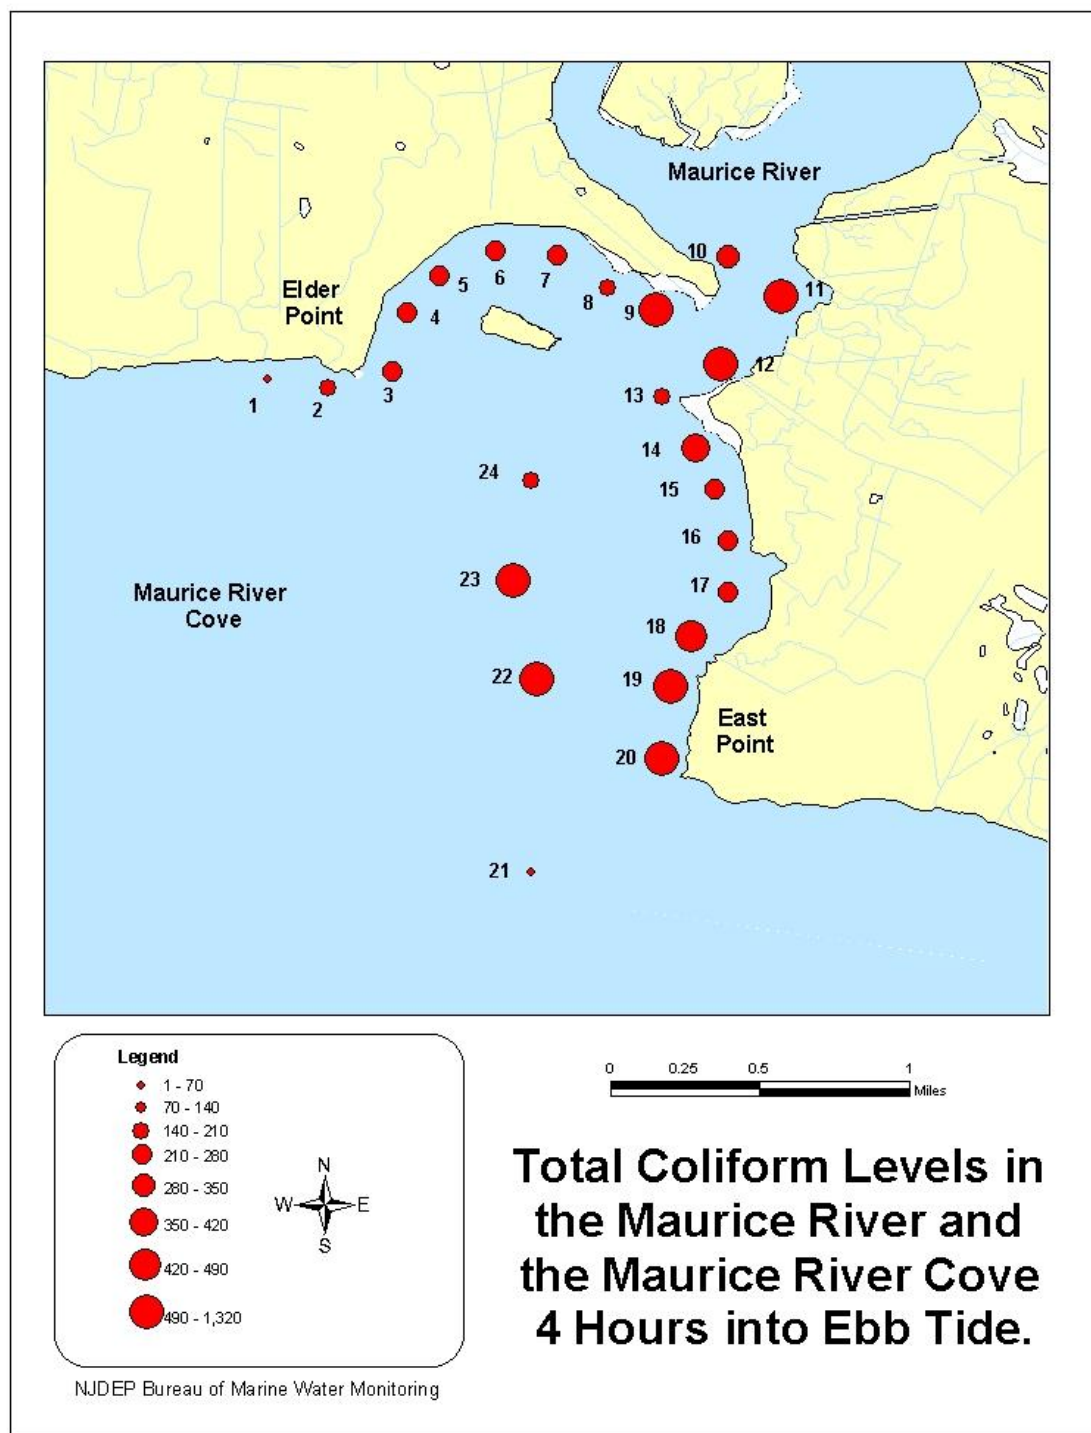 Maurice River
10
6
7
5
Elder
Point
8
11
9
4
12
3
13
1
2
14
24
15
16
23
17
Maurice River
Cove
18
22
19
East
Point
20
21
Legend
1 - 70
70 - 140
140 - 210
210 - 280
280 - 350
350 - 420
420 - 490
490 - 1,320
N
W
E
S
0
0.25
0.5
1
Miles
Total Coliform Levels in
the Maurice River and
the Maurice River Cove
4 Hours into Ebb Tide.
NJDEP Bureau of Marine Water Monitoring